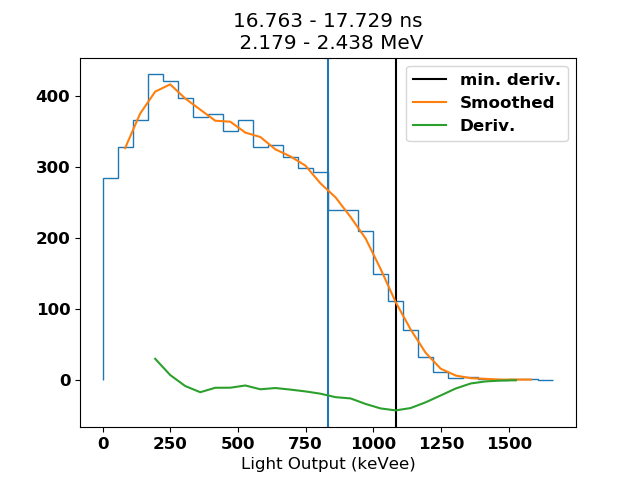 16.763 - 17.729 ns
2.179 - 2.438 MeV
min. deriv.
Smoothed
Deriv.
400
300
200
100
0
0 250 500 750 1000 1250 1500
Light Output (keVee)